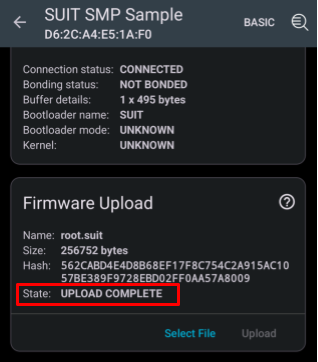 SUIT SMP Sample
D6:2C:A4:E5:1A:F0
BASIC
Connection status: CONNECTED
Bonding status: NOT BONDED
Buffer details: 1 x 495 bytes
Bootloader name: SUIT
Bootloader mode: UNKNOWN
Kernel: UNKNOWN
Firmware Upload
Name: root.suit
Size: 256752 bytes
Hash: 562CABD4E4D8B68EF17F8C754C2A915AC10
57BE389F9728EBD02FF0AA57A8009
State: UPLOAD COMPLETE
Select File Upload